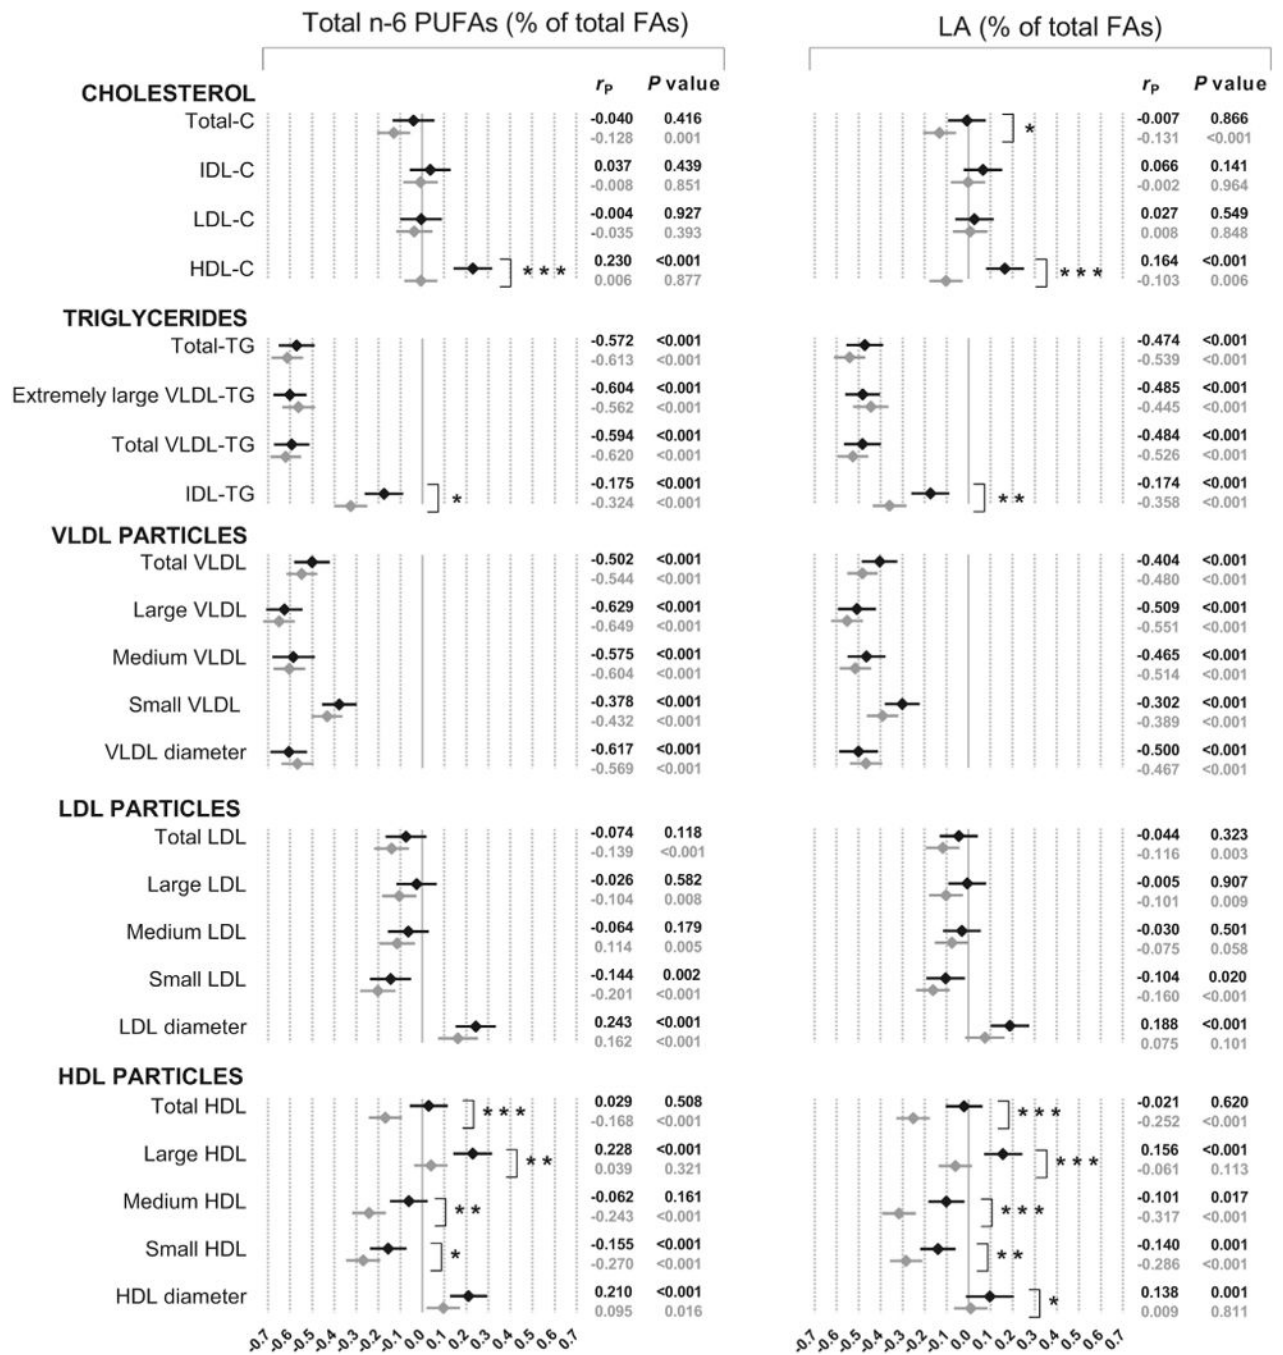 Total n-6 PUFAs (% of total FAs) LA (% of total FAs)
rP P value rP P value
CHOLESTEROL
Total-C -0.040 0.416 * -0.007 0.866
-0.128 0.001 -0.131 <0.001
IDL-C 0.037 0.439 0.066 0.141
-0.008 0.851 -0.002 0.964
LDL-C -0.004 0.927 0.027 0.549
-0.035 0.393 0.008 0.848
HDL-C *** 0.230 <0.001 *** 0.164 <0.001
0.006 0.877 -0.103 0.006
TRIGLYCERIDES
Total-TG -0.572 <0.001 -0.474 <0.001
-0.613 <0.001 -0.539 <0.001
Extremely large VLDL-TG -0.604 <0.001 -0.485 <0.001
-0.562 <0.001 -0.445 <0.001
Total VLDL-TG -0.594 <0.001 -0.484 <0.001
-0.620 <0.001 -0.526 <0.001
IDL-TG * -0.175 <0.001 ** -0.174 <0.001
-0.324 <0.001 -0.358 <0.001
VLDL PARTICLES
Total VLDL -0.502 <0.001 -0.404 <0.001
-0.544 <0.001 -0.480 <0.001
Large VLDL -0.629 <0.001 -0.509 <0.001
-0.649 <0.001 -0.551 <0.001
Medium VLDL -0.575 <0.001 -0.465 <0.001
-0.604 <0.001 -0.514 <0.001
Small VLDL -0.378 <0.001 -0.302 <0.001
-0.432 <0.001 -0.389 <0.001
VLDL diameter -0.617 <0.001 -0.500 <0.001
-0.569 <0.001 -0.467 <0.001
LDL PARTICLES
Total LDL -0.074 0.118 -0.044 0.323
-0.139 <0.001 -0.116 0.003
Large LDL -0.026 0.582 -0.005 0.907
-0.104 0.008 -0.101 0.009
Medium LDL -0.064 0.179 -0.030 0.501
0.114 0.005 -0.075 0.058
Small LDL -0.144 0.002 -0.104 0.020
-0.201 <0.001 -0.160 <0.001
LDL diameter 0.243 <0.001 0.188 <0.001
0.162 <0.001 0.075 0.101
HDL PARTICLES
Total HDL *** 0.029 0.508 *** -0.021 0.620
-0.168 <0.001 -0.252 <0.001
Large HDL ** 0.228 <0.001 *** 0.156 <0.001
0.039 0.321 -0.061 0.113
Medium HDL ** -0.062 0.161 *** -0.101 0.017
-0.243 <0.001 -0.317 <0.001
Small HDL * -0.155 <0.001 ** -0.140 0.001
-0.270 <0.001 -0.286 <0.001
HDL diameter 0.210 <0.001 * 0.138 0.001
0.095 0.016 0.009 0.811
-0.7 -0.6 -0.5 -0.4 -0.3 -0.2 -0.1 0.0 0.1 0.2 0.3 0.4 0.5 0.6 0.7 -0.7 -0.6 -0.5 -0.4 -0.3 -0.2 -0.1 0.0 0.1 0.2 0.3 0.4 0.5 0.6 0.7